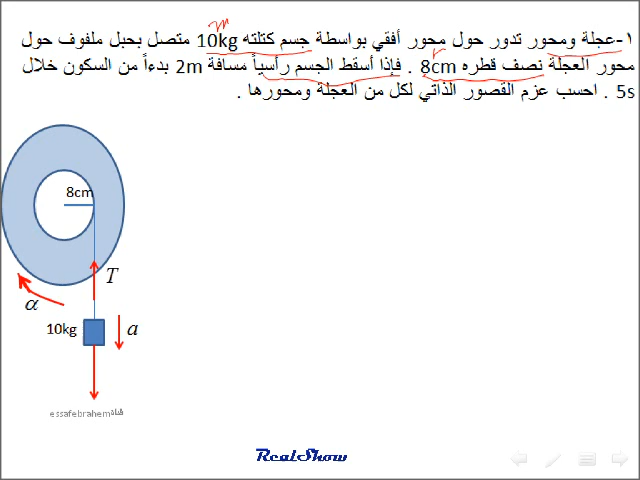 ١-عجلة ومحور تدور حول محور أفقي بواسطة جسم كتلته 10kg متصل بحبل ملفوف حول
محور العجلة نصف قطره 8cm . فإذا أسقط الجسم رأسياً مسافة 2m بدءاً من السكون خلال
5s . احسب عزم القصور الذاتي لكل من العجلة ومحورها .
m
r
8cm
T
α
10kg
a
essafebrahem قناة
RealShow